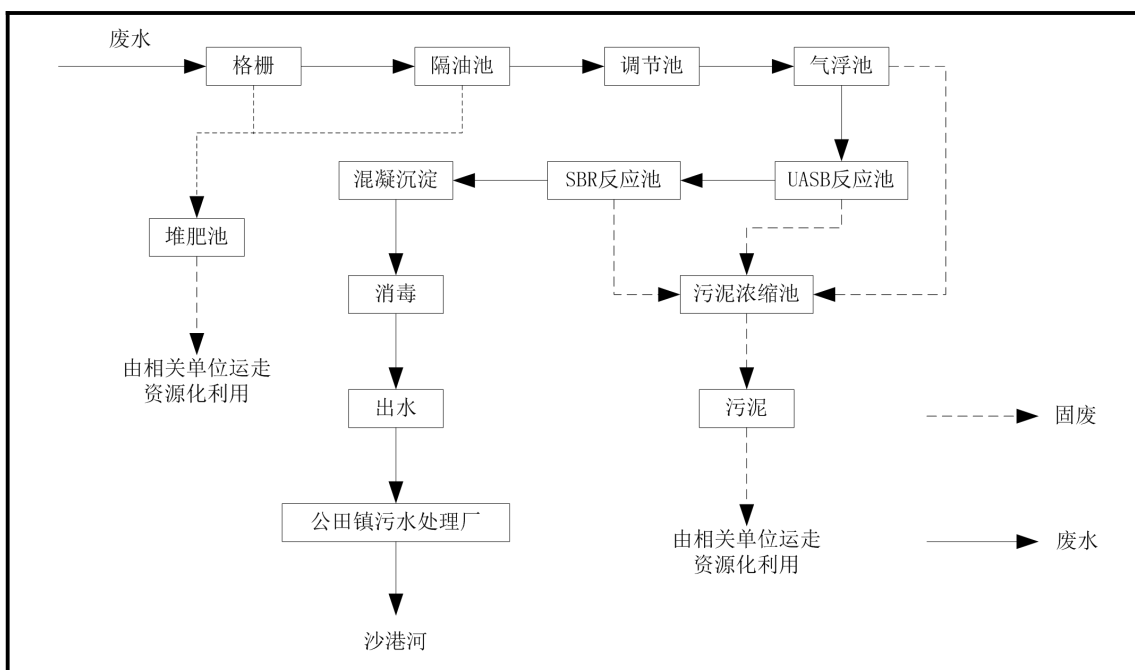 废水
格栅
隔油池
调节池
气浮池
混凝沉淀
SBR反应池
UASB反应池
堆肥池
消毒
污泥浓缩池
由相关单位运走
资源化利用
出水
污泥
固废
公田镇污水处理厂
由相关单位运走
资源化利用
废水
沙港河